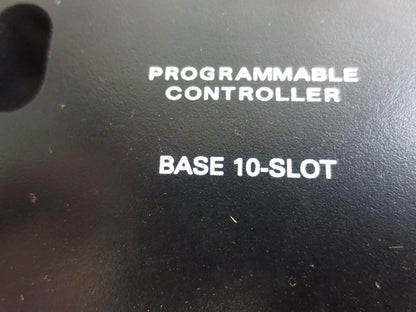 PROGRAMMABLE
CONTROLLER
BASE 10-SLOT